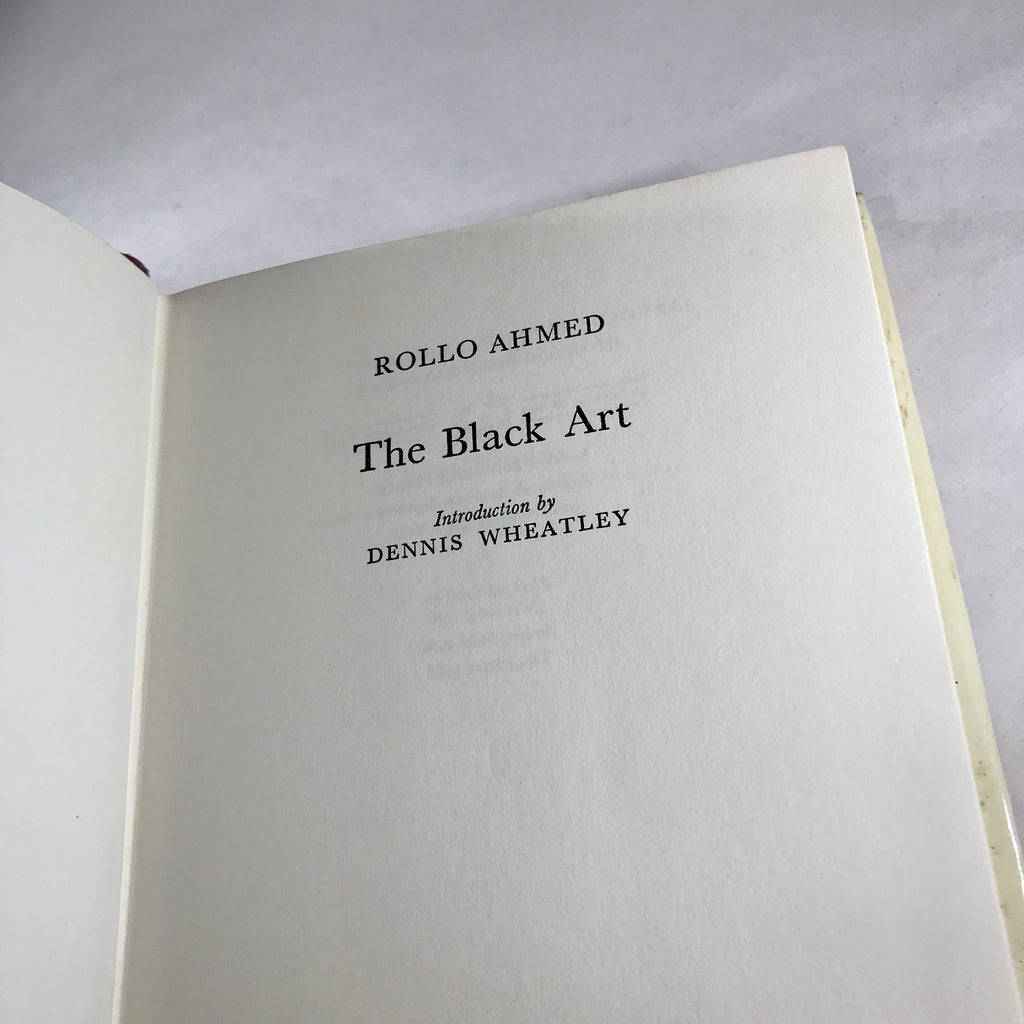 ROLLO AHMED
The Black Art
Introduction by
DENNIS WHEATLEY